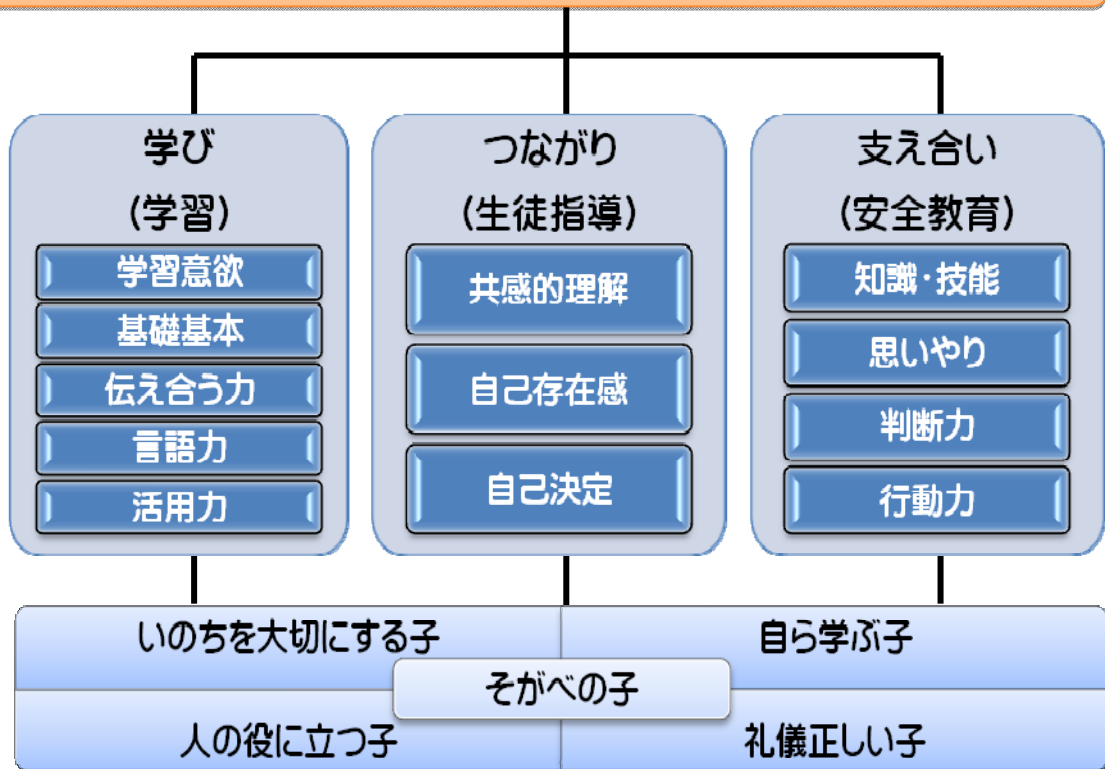 学び
(学習)
学習意欲
基礎基本
伝え合う力
言語力
活用力
つながり
(生徒指導)
共感的理解
自己存在感
自己決定
支え合い
(安全教育)
知識・技能
思いやり
判断力
行動力
いのちを大切にする子
自ら学ぶ子
そがべの子
人の役に立つ子
礼儀正しい子